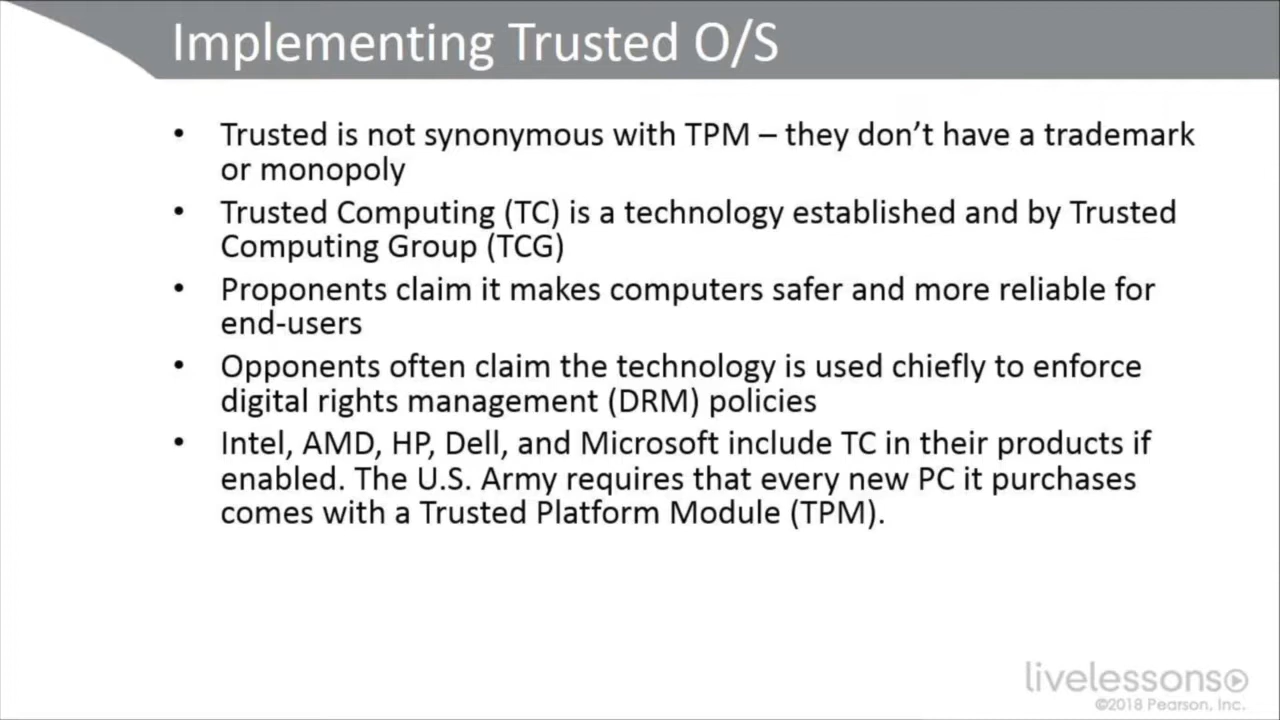 Implementing Trusted O/S
• Trusted is not synonymous with TPM – they don't have a trademark
or monopoly
• Trusted Computing (TC) is a technology established and by Trusted
Computing Group (TCG)
• Proponents claim it makes computers safer and more reliable for
end-users
• Opponents often claim the technology is used chiefly to enforce
digital rights management (DRM) policies
• Intel, AMD, HP, Dell, and Microsoft include TC in their products if
enabled. The U.S. Army requires that every new PC it purchases
comes with a Trusted Platform Module (TPM).
livelessons
©2018 Pearson, Inc.